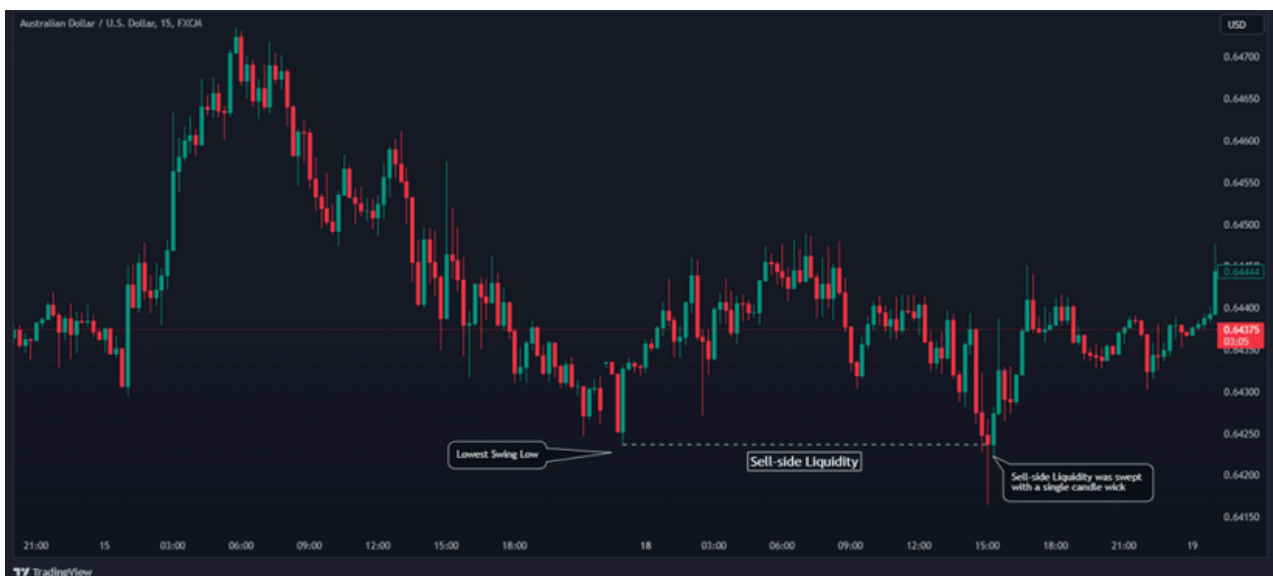 Australian Dollar / U.S. Dollar, 15, FXCM
USD
0.64700
0.64650
0.64600
0.64550
0.64500
0.64450
0.64444
0.64400
0.64375
03:05
0.64350
0.64300
0.64250
0.64200
0.64150
Lowest Swing Low
Sell-side Liquidity
Sell-side Liquidity was swept
with a single candle wick
21:00 15 03:00 06:00 09:00 12:00 15:00 18:00 18 03:00 06:00 09:00 12:00 15:00 18:00 21:00 19
TradingView